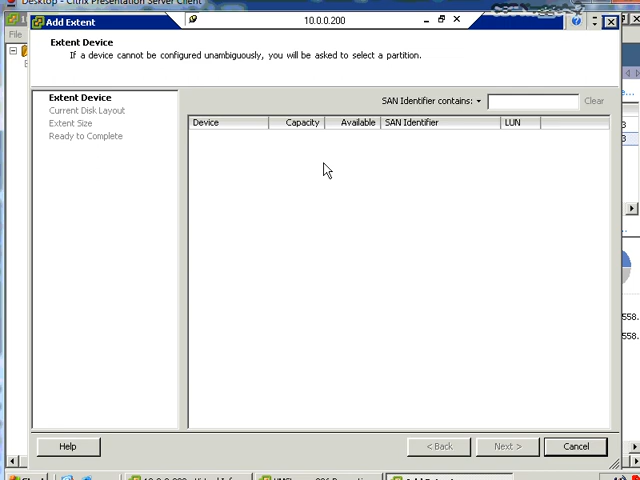 Desktop - Citrix Presentation Server Client
Add Extent
10.0.0.200
File
Extent Device
If a device cannot be configured unambiguously, you will be asked to select a partition.
Extent Device
Current Disk Layout
Extent Size
Ready to Complete
SAN Identifier contains:
Clear
Device
Capacity
Available
SAN Identifier
LUN
558.
558.
Help
< Back
Next >
Cancel